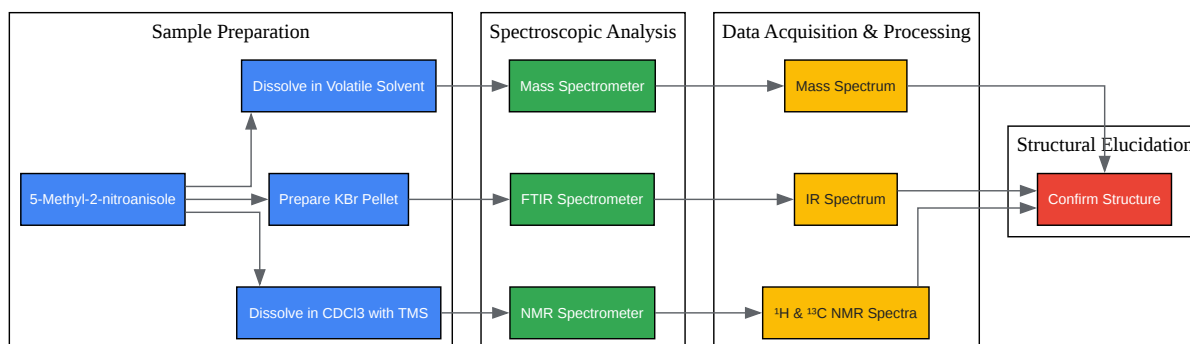 Sample Preparation
Spectroscopic Analysis
Data Acquisition & Processing
Dissolve in Volatile Solvent
Mass Spectrometer
Mass Spectrum
Structural Elucidation
5-Methyl-2-nitroanisole
Prepare KBr Pellet
FTIR Spectrometer
IR Spectrum
Confirm Structure
Dissolve in CDCl3 with TMS
NMR Spectrometer
¹H & ¹³C NMR Spectra